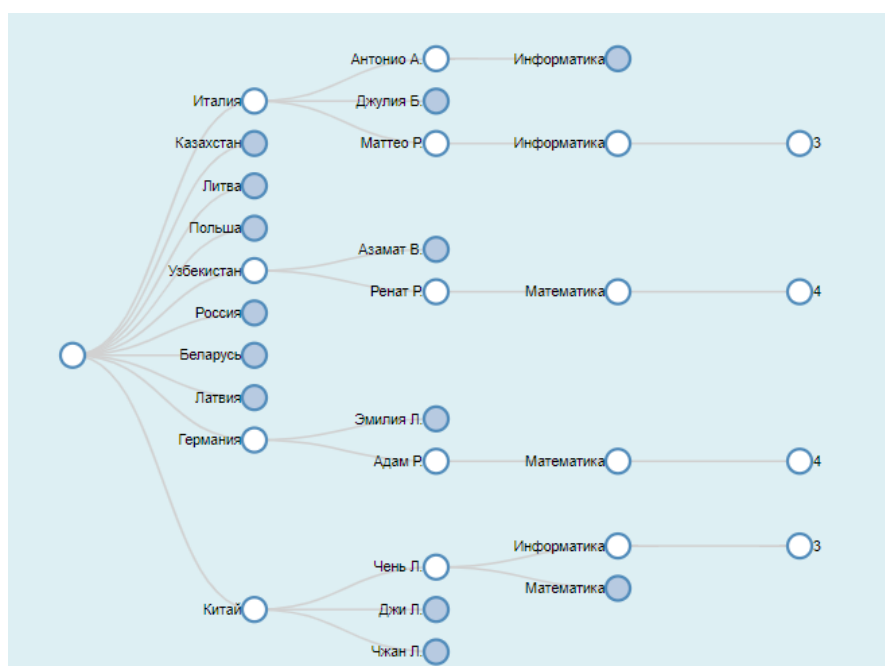 Антонио А. Информатика
Италия Джулия Б.
Казахстан Маттео Р. Информатика 3
Литва
Польша
Азамат В.
Узбекистан
Ренат Р. Математика 4
Россия
Беларусь
Латвия
Эмилия Л.
Германия
Адам Р. Математика 4
Информатика 3
Чень Л.
Математика
Китай Джи Л.
Чжан Л.